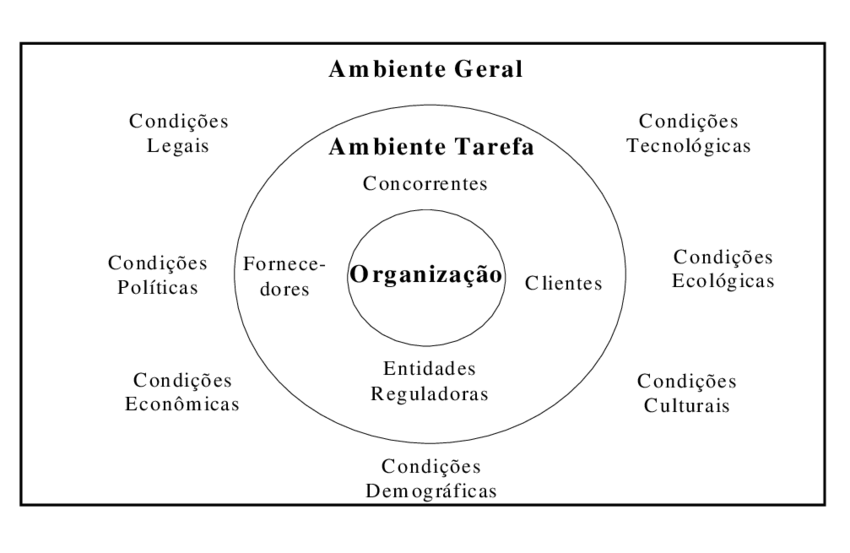 Ambiente Geral
Condições
Legais
Condições
Tecnológicas
Ambiente Tarefa
Concorrentes
Condições
Políticas
Fornece-
dores
Organização
Clientes
Condições
Ecológicas
Entidades
Reguladoras
Condições
Econômicas
Condições
Culturais
Condições
Demográficas